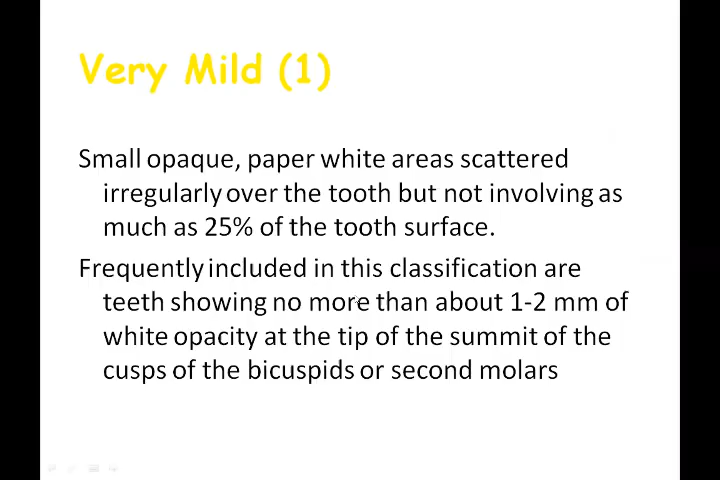 Very Mild (1)
Small opaque, paper white areas scattered
irregularly over the tooth but not involving as
much as 25% of the tooth surface.
Frequently included in this classification are
teeth showing no more than about 1-2 mm of
white opacity at the tip of the summit of the
cusps of the bicuspids or second molars